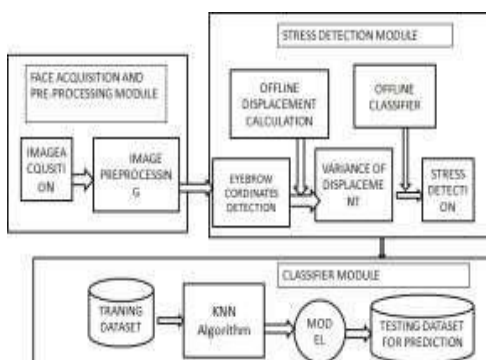 STRESS DETECTION MODULE
FACE ACQUISITION AND
PRE-PROCESSING MODULE
OFFLINE
DISPLACEMENT
CALCULATION
OFFLINE
CLASSIFIER
IMAGEA
CQUSITI
ON
IMAGE
PREPROCESSIN
G
EYEBROW
CORDINATES
DETECTION
VARIANCE OF
DISPLACEME
NT
STRESS
DETECTI
ON
CLASSIFIER MODULE
TRANING
DATASET
KNN
Algorithm
MOD
EL
TESTING DATASET
FOR PREDICTION